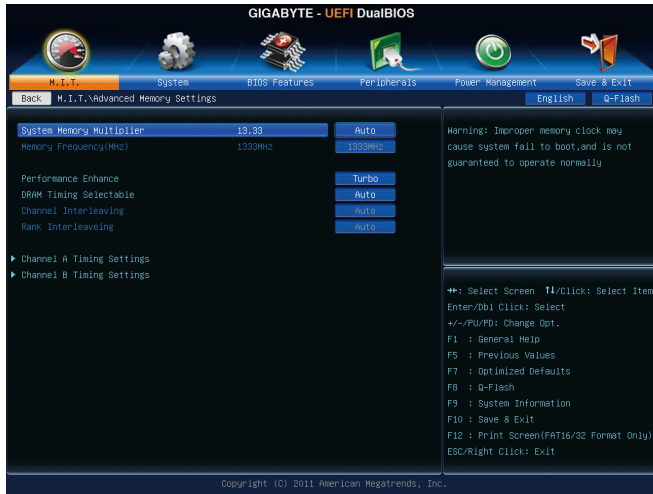 GIGABYTE - UEFI DualBIOS
M.I.T. System BIOS Features Peripherals Power Management Save & Exit
Back M.I.T.\Advanced Memory Settings English Q-Flash
System Memory Multiplier 13.33 Auto
Memory Frequency(MHz) 1333MHz 1333MHz
Performance Enhance Turbo
DRAM Timing Selectable Auto
Channel Interleaving Auto
Rank Interleaveing Auto
Channel A Timing Settings
Channel B Timing Settings
Warning: Improper memory clock may
cause system fail to boot,and is not
guaranteed to operate normally
→←: Select Screen ↑↓/Click: Select Item
Enter/Dbl Click: Select
+/-/PU/PD: Change Opt.
F1 : General Help
F5 : Previous Values
F7 : Optimized Defaults
F8 : Q-Flash
F9 : System Information
F10 : Save & Exit
F12 : Print Screen(FAT16/32 Format Only)
ESC/Right Click: Exit
Copyright (C) 2011 American Megatrends, Inc.